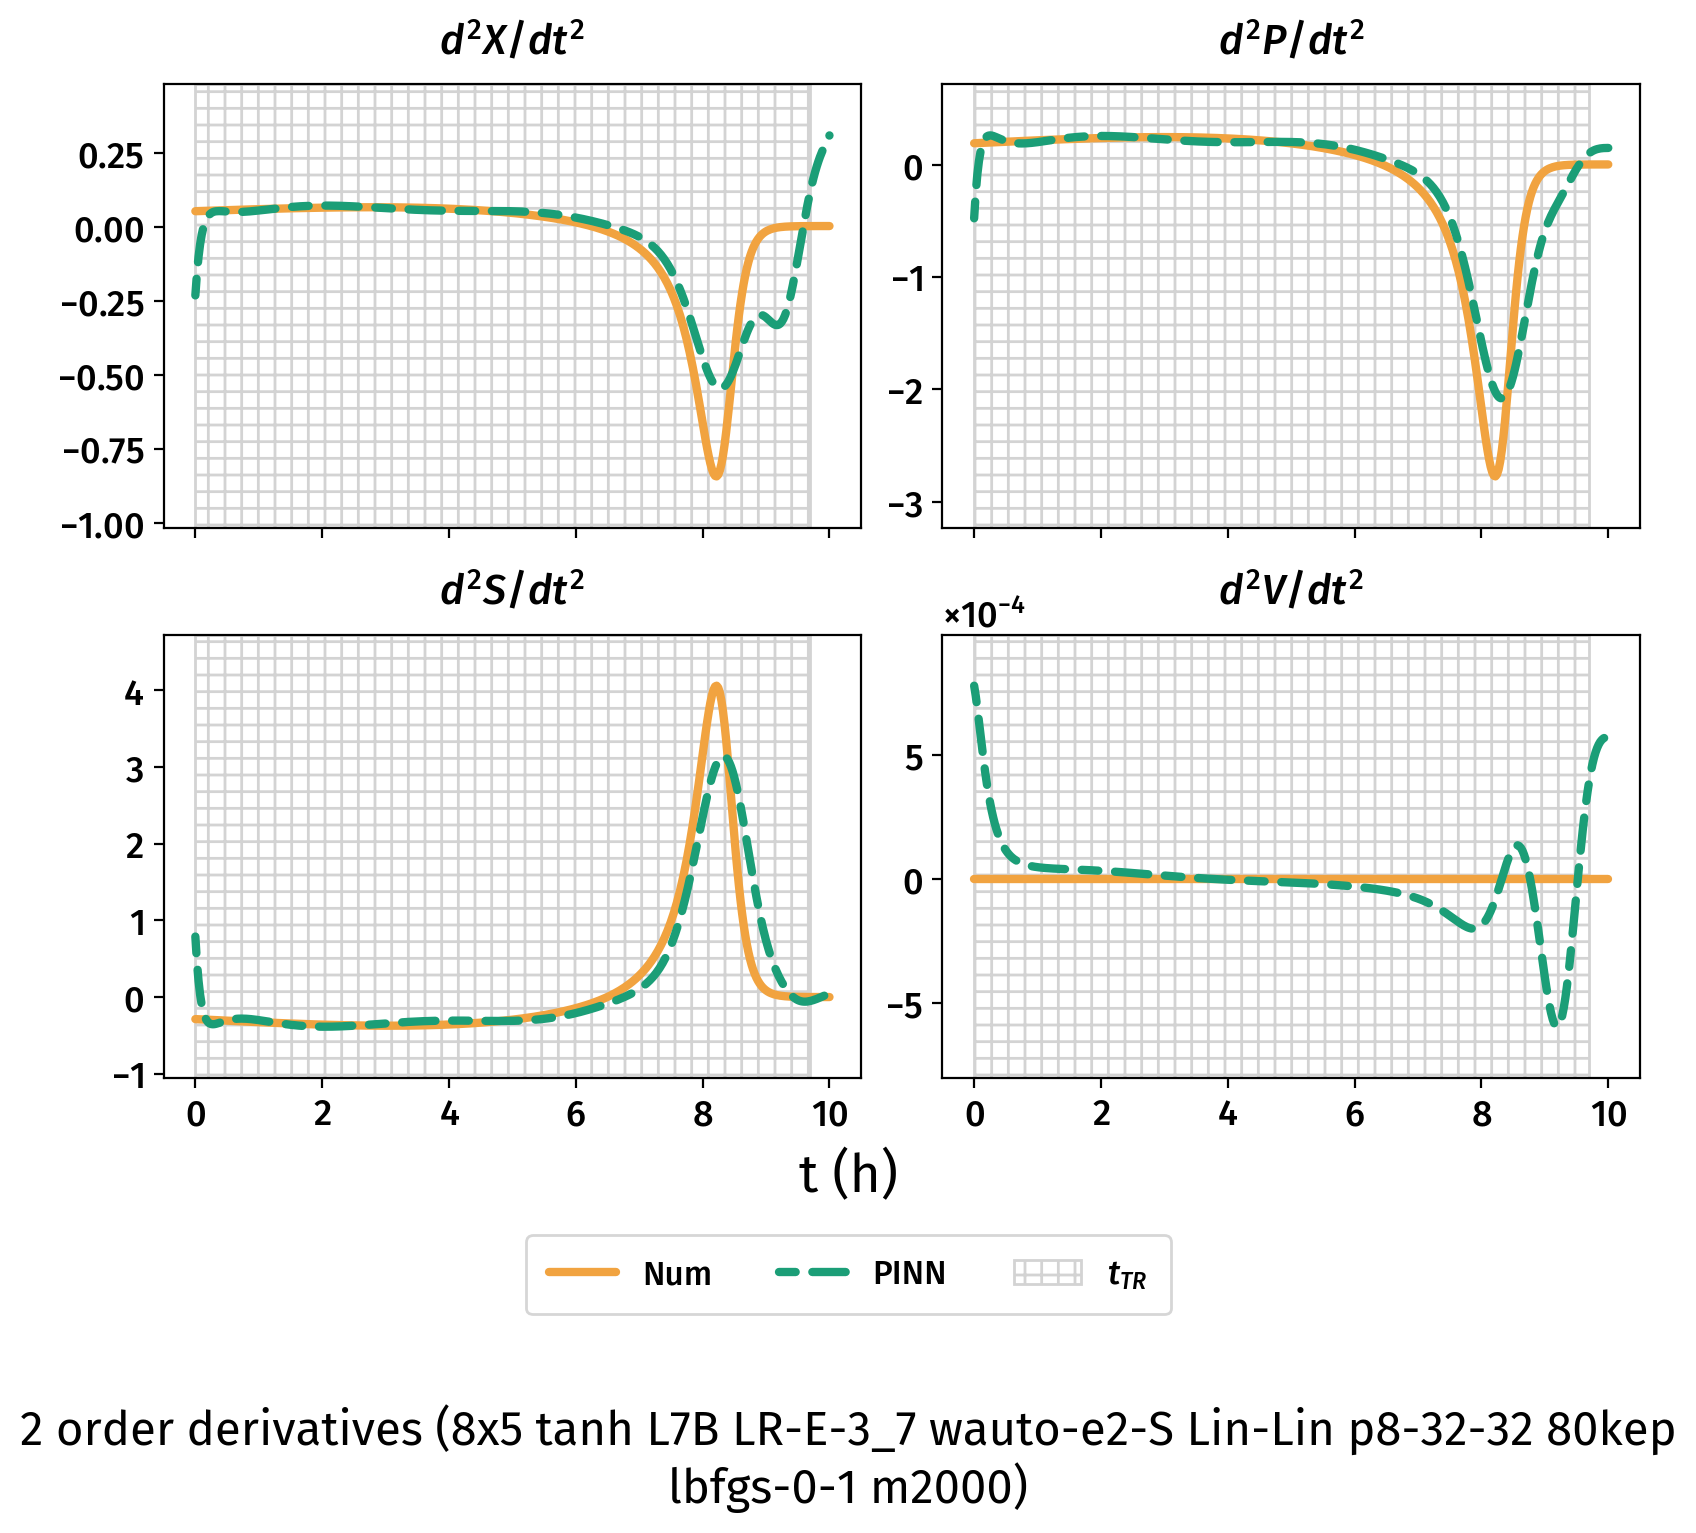 d²X/dt²
d²P/dt²
0.25
0.00
−0.25
−0.50
−0.75
−1.00
0
−1
−2
−3
d²S/dt²
d²V/dt²
×10⁻⁴
4
3
2
1
0
−1
5
0
−5
0 2 4 6 8 10
0 2 4 6 8 10
t (h)
Num PINN t_TR
2 order derivatives (8x5 tanh L7B LR-E-3_7 wauto-e2-S Lin-Lin p8-32-32 80kep
lbfgs-0-1 m2000)